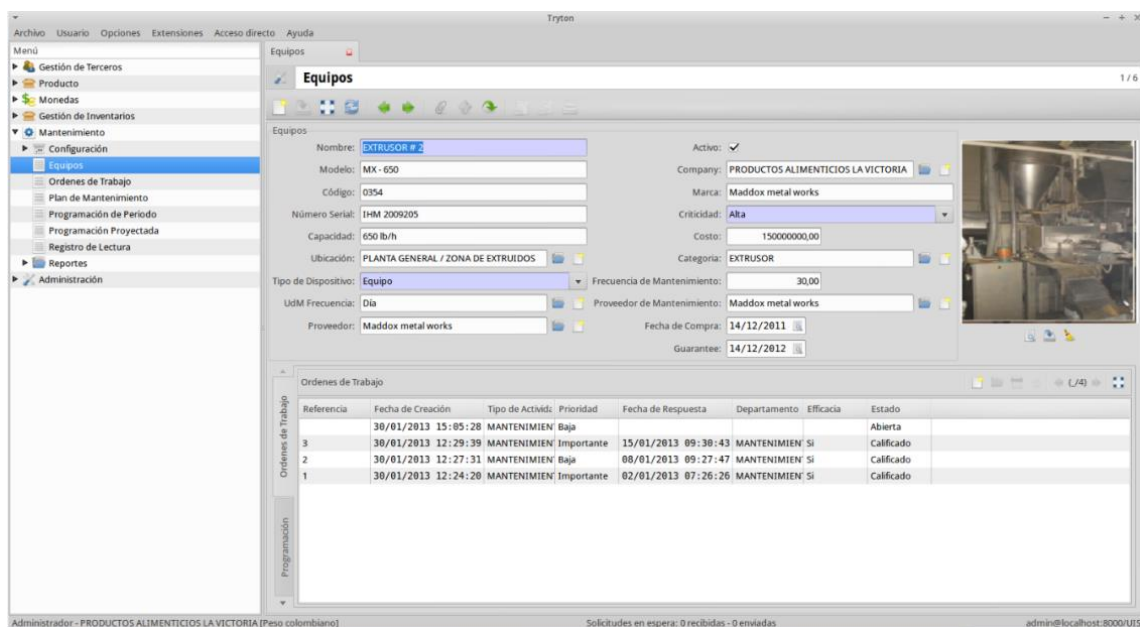 Tryton
Archivo Usuario Opciones Extensiones Acceso directo Ayuda
Menú
Gestión de Terceros
Producto
Monedas
Gestión de Inventarios
Mantenimiento
Configuración
Equipos
Ordenes de Trabajo
Plan de Mantenimiento
Programación de Periodo
Programación Proyectada
Registro de Lectura
Reportes
Administración
Equipos
Equipos 1/6
Equipos
Nombre: EXTRUSOR # 2 Activo:
Modelo: MX - 650 Company: PRODUCTOS ALIMENTICIOS LA VICTORIA
Código: 0354 Marca: Maddox metal works
Número Serial: IHM 2009205 Criticidad: Alta
Capacidad: 650 lb/h Costo: 150000000,00
Ubicación: PLANTA GENERAL / ZONA DE EXTRUIDOS Categoria: EXTRUSOR
Tipo de Dispositivo: Equipo Frecuencia de Mantenimiento: 30,00
UdM Frecuencia: Día Proveedor de Mantenimiento: Maddox metal works
Proveedor: Maddox metal works Fecha de Compra: 14/12/2011
Guarantee: 14/12/2012
Ordenes de Trabajo
Programación
Ordenes de Trabajo (_/4)
Referencia Fecha de Creación Tipo de Activida Prioridad Fecha de Respuesta Departamento Efficacia Estado
30/01/2013 15:05:28 MANTENIMIEN Baja Abierta
3 30/01/2013 12:29:39 MANTENIMIEN Importante 15/01/2013 09:30:43 MANTENIMIEN Si Calificado
2 30/01/2013 12:27:31 MANTENIMIEN Baja 08/01/2013 09:27:47 MANTENIMIEN Si Calificado
1 30/01/2013 12:24:20 MANTENIMIEN Importante 02/01/2013 07:26:26 MANTENIMIEN Si Calificado
Administrador - PRODUCTOS ALIMENTICIOS LA VICTORIA [Peso colombiano] Solicitudes en espera: 0 recibidas - 0 enviadas admin@localhost:8000/UIS